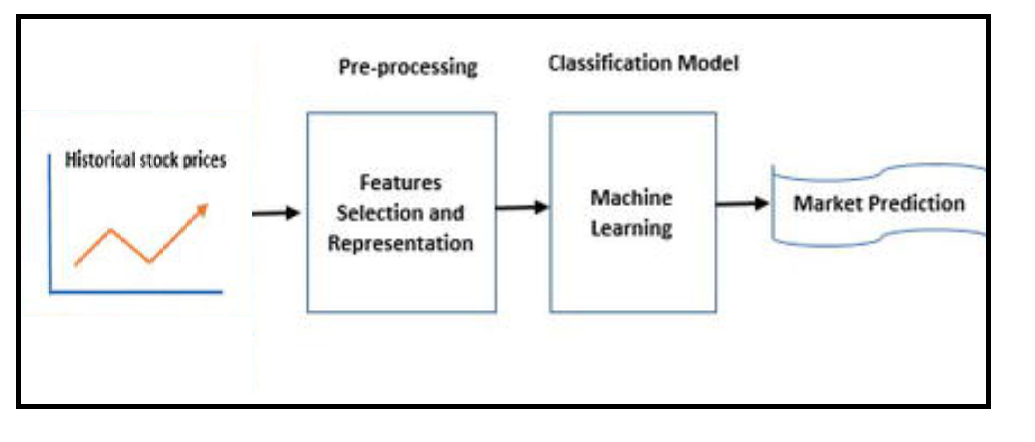 Pre-processing
Classification Model
Historical stock prices
Features
Selection and
Representation
Machine
Learning
Market Prediction